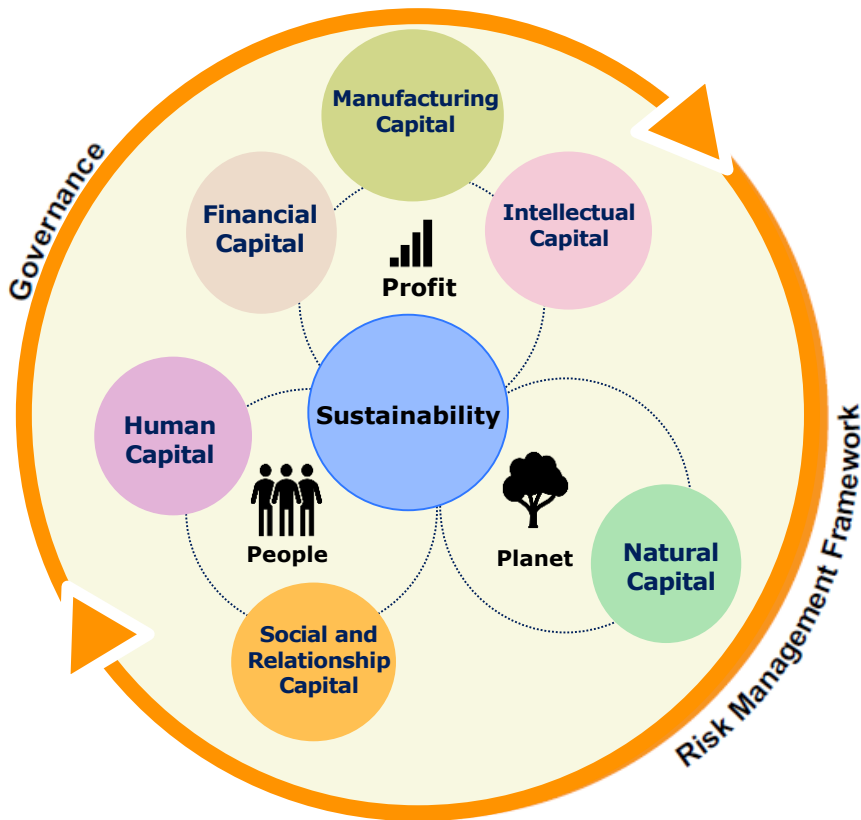 Manufacturing
Capital
Governance
Financial
Capital
Intellectual
Capital
Profit
Sustainability
Human
Capital
People
Planet
Natural
Capital
Social and
Relationship
Capital
Risk Management Framework